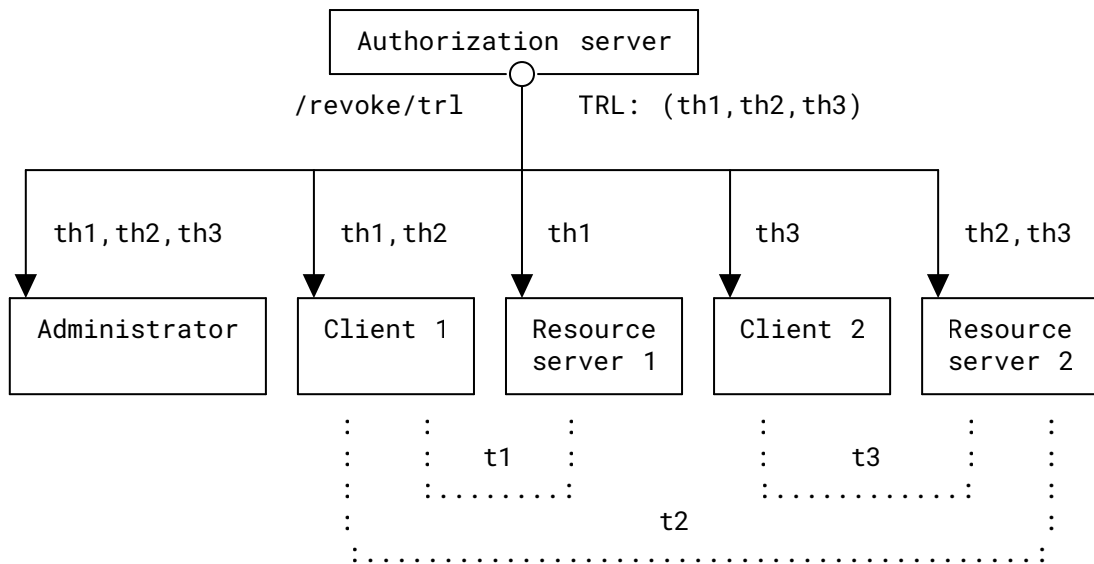 Authorization server
/revoke/trl TRL: (th1,th2,th3)
th1,th2,th3 th1,th2 th1 th3 th2,th3
Administrator Client 1 Resource Client 2 Resource
server 1 server 2
t1 t3
t2